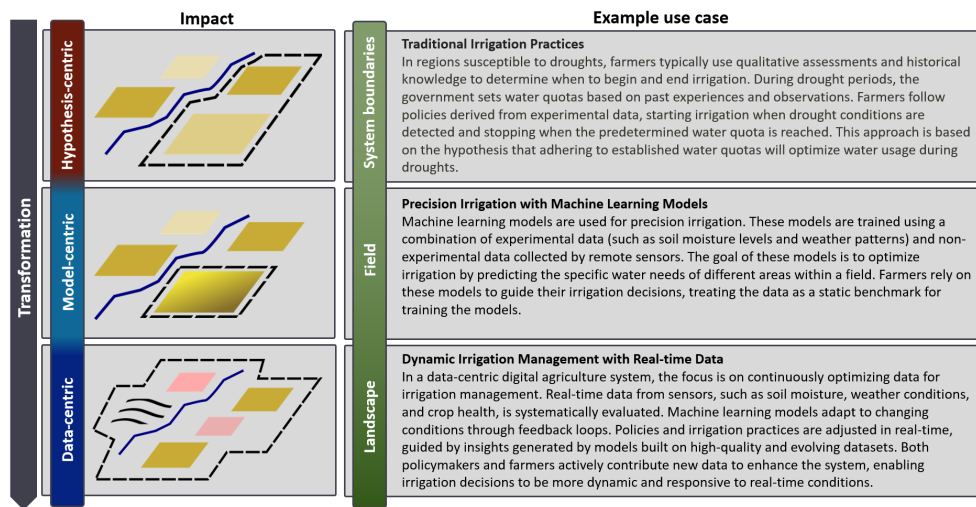 Impact
Example use case
Transformation
Hypothesis-centric
System boundaries
Traditional Irrigation Practices
In regions susceptible to droughts, farmers typically use qualitative assessments and historical
knowledge to determine when to begin and end irrigation. During drought periods, the
government sets water quotas based on past experiences and observations. Farmers follow
policies derived from experimental data, starting irrigation when drought conditions are
detected and stopping when the predetermined water quota is reached. This approach is based
on the hypothesis that adhering to established water quotas will optimize water usage during
droughts.
Model-centric
Field
Precision Irrigation with Machine Learning Models
Machine learning models are used for precision irrigation. These models are trained using a
combination of experimental data (such as soil moisture levels and weather patterns) and non-
experimental data collected by remote sensors. The goal of these models is to optimize
irrigation by predicting the specific water needs of different areas within a field. Farmers rely on
these models to guide their irrigation decisions, treating the data as a static benchmark for
training the models.
Data-centric
Landscape
Dynamic Irrigation Management with Real-time Data
In a data-centric digital agriculture system, the focus is on continuously optimizing data for
irrigation management. Real-time data from sensors, such as soil moisture, weather conditions,
and crop health, is systematically evaluated. Machine learning models adapt to changing
conditions through feedback loops. Policies and irrigation practices are adjusted in real-time,
guided by insights generated by models built on high-quality and evolving datasets. Both
policymakers and farmers actively contribute new data to enhance the system, enabling
irrigation decisions to be more dynamic and responsive to real-time conditions.